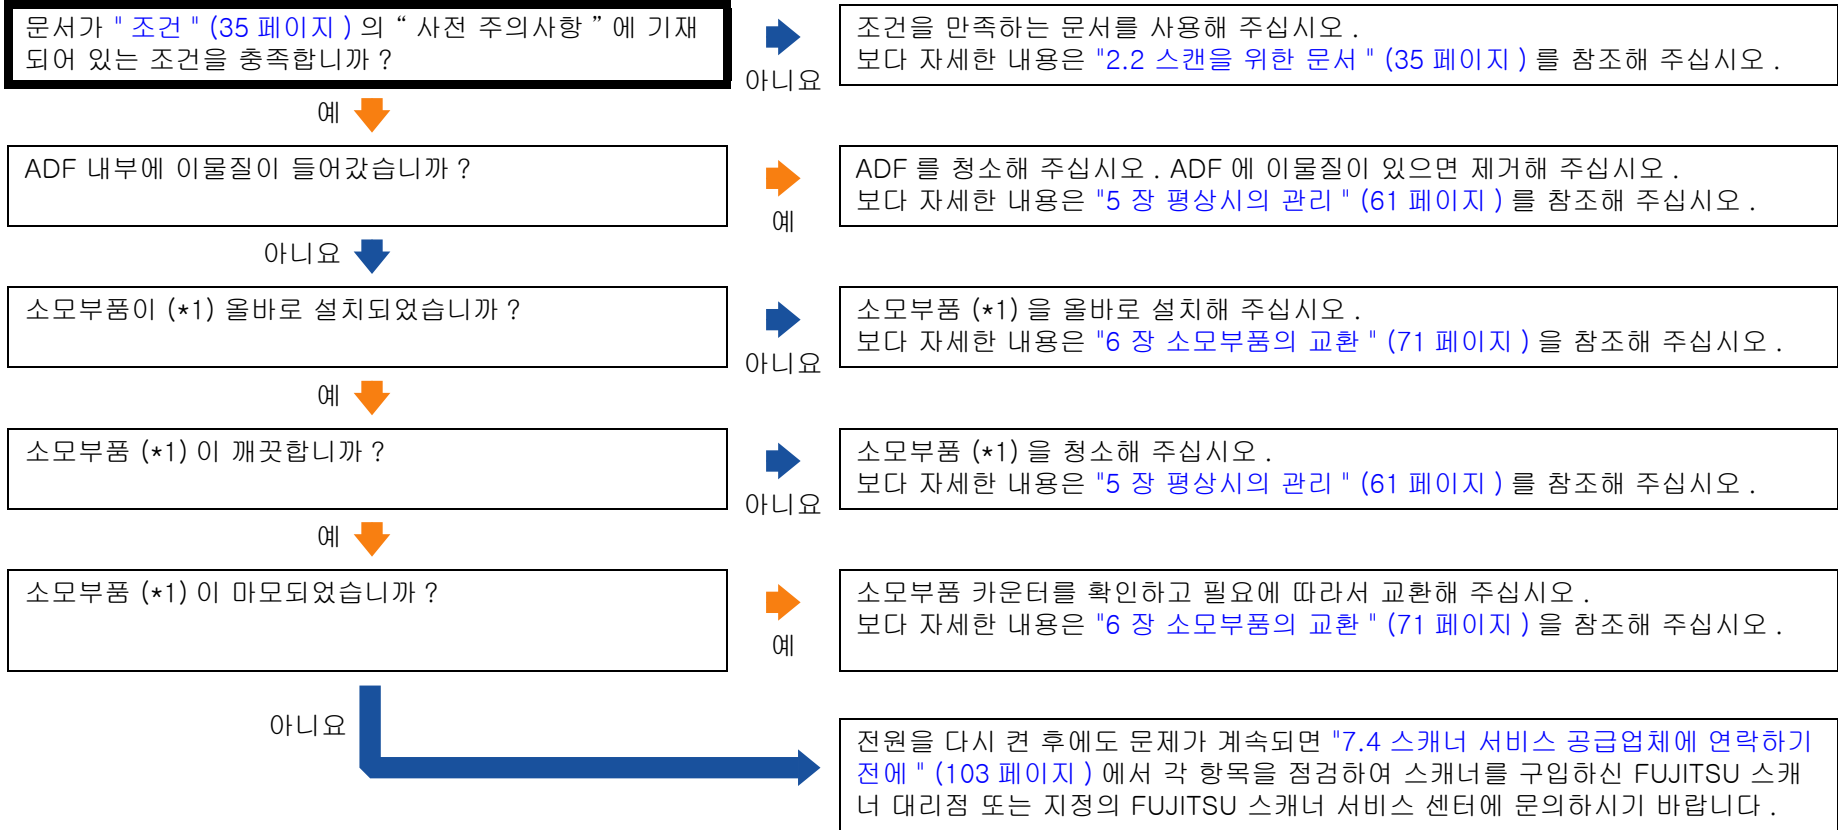 문서가 " 조건 " (35 페이지 ) 의 “ 사전 주의사항 ” 에 기재
되어 있는 조건을 충족합니까 ?
아니요
조건을 만족하는 문서를 사용해 주십시오 .
보다 자세한 내용은 "2.2 스캔을 위한 문서 " (35 페이지 ) 를 참조해 주십시오 .
예
ADF 내부에 이물질이 들어갔습니까 ?
예
ADF 를 청소해 주십시오 . ADF 에 이물질이 있으면 제거해 주십시오 .
보다 자세한 내용은 "5 장 평상시의 관리 " (61 페이지 ) 를 참조해 주십시오 .
아니요
소모부품이 (*1) 올바로 설치되었습니까 ?
아니요
소모부품 (*1) 을 올바로 설치해 주십시오 .
보다 자세한 내용은 "6 장 소모부품의 교환 " (71 페이지 ) 을 참조해 주십시오 .
예
소모부품 (*1) 이 깨끗합니까 ?
아니요
소모부품 (*1) 을 청소해 주십시오 .
보다 자세한 내용은 "5 장 평상시의 관리 " (61 페이지 ) 를 참조해 주십시오 .
예
소모부품 (*1) 이 마모되었습니까 ?
예
소모부품 카운터를 확인하고 필요에 따라서 교환해 주십시오 .
보다 자세한 내용은 "6 장 소모부품의 교환 " (71 페이지 ) 을 참조해 주십시오 .
아니요
전원을 다시 켠 후에도 문제가 계속되면 "7.4 스캐너 서비스 공급업체에 연락하기
전에 " (103 페이지 ) 에서 각 항목을 점검하여 스캐너를 구입하신 FUJITSU 스캐
너 대리점 또는 지정의 FUJITSU 스캐너 서비스 센터에 문의하시기 바랍니다 .